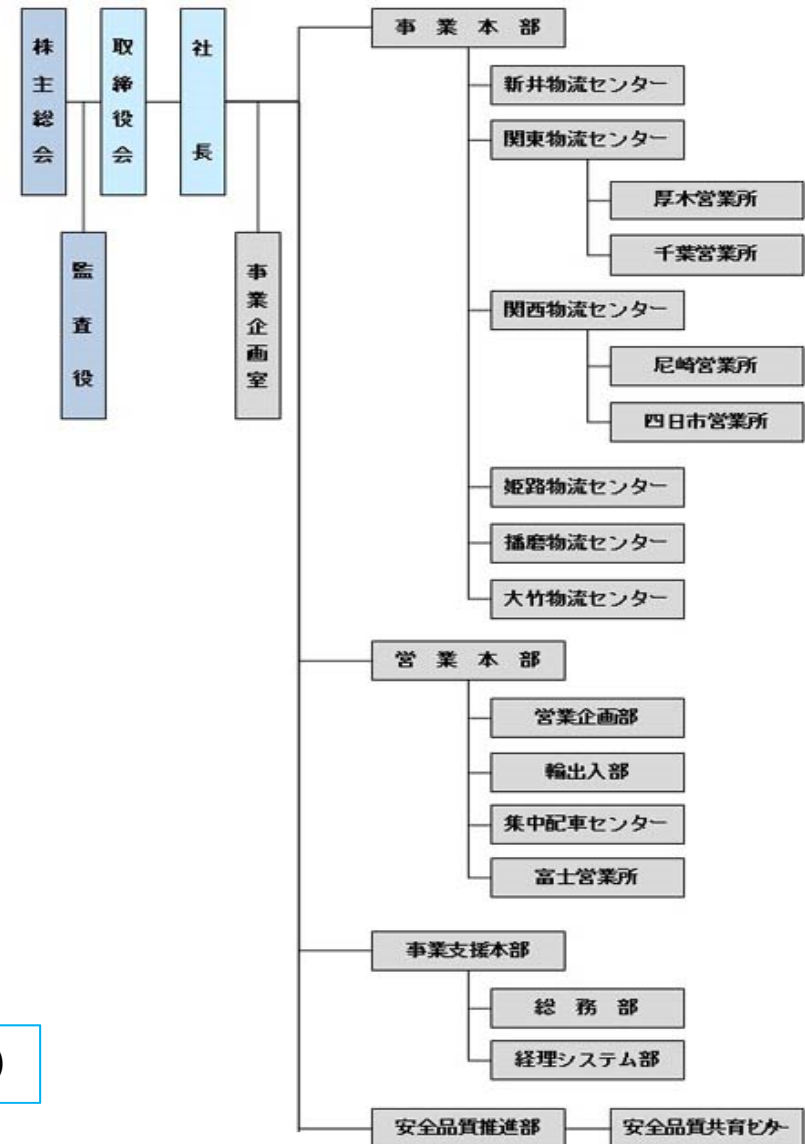 株主総会
取締役会
社長
監査役
事業企画室
事業本部
新井物流センター
関東物流センター
厚木営業所
千葉営業所
関西物流センター
尼崎営業所
四日市営業所
姫路物流センター
播磨物流センター
大竹物流センター
営業本部
営業企画部
輸出入部
集中配車センター
富士営業所
事業支援本部
総務部
経理システム部
安全品質推進部
安全品質共育センター
)